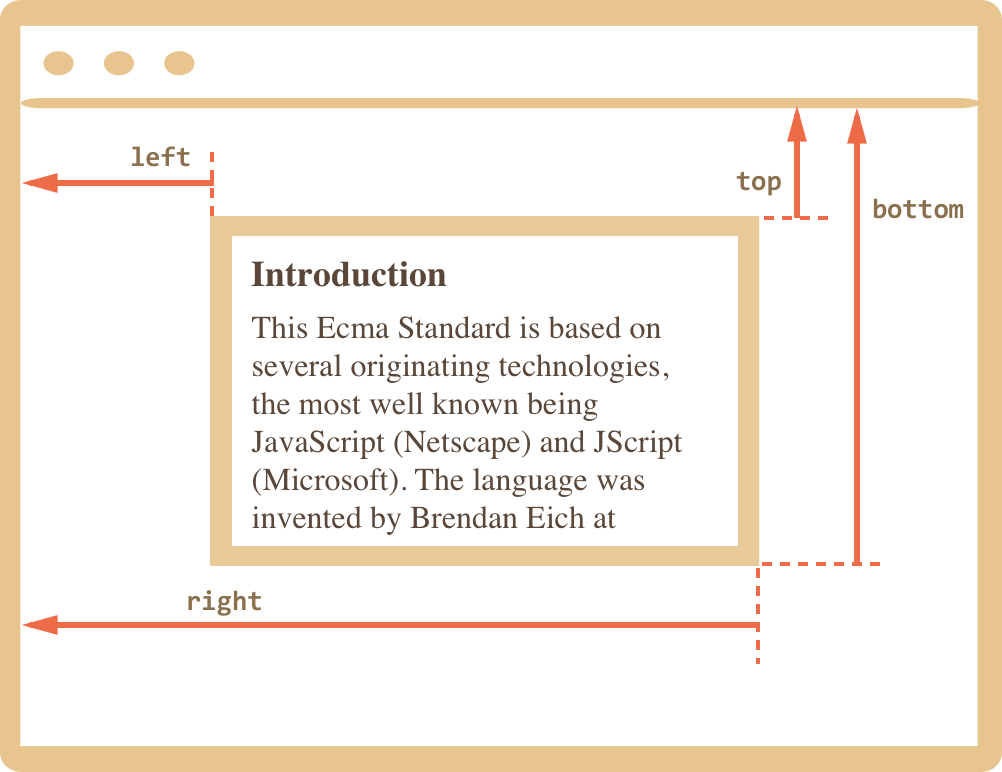 left
top
bottom
Introduction
This Ecma Standard is based on
several originating technologies,
the most well known being
JavaScript (Netscape) and JScript
(Microsoft). The language was
invented by Brendan Eich at
right